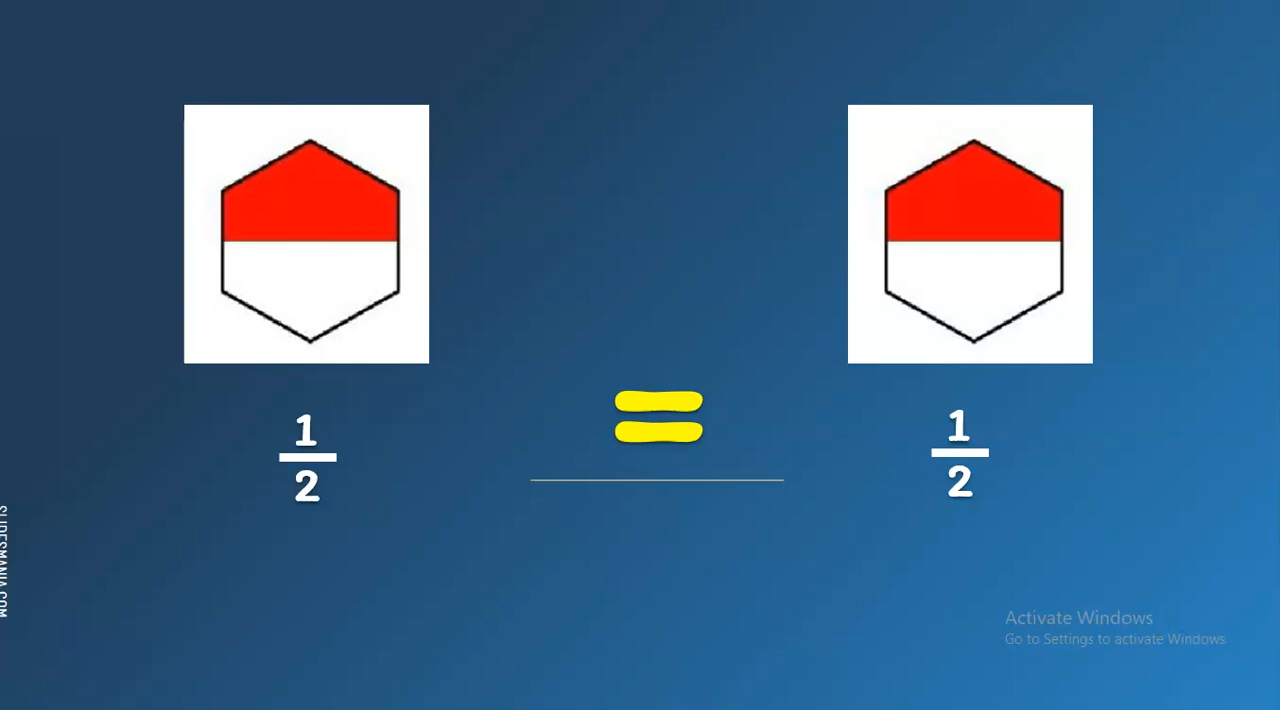 1
2
=
1
2
SLIDESMANIA.COM
Activate Windows
Go to Settings to activate Windows.